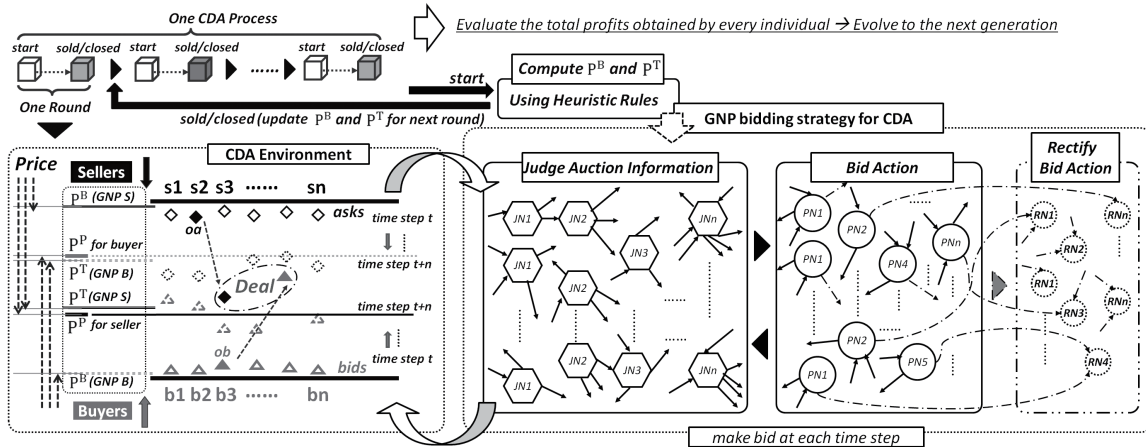 One CDA Process
Evaluate the total profits obtained by every individual → Evolve to the next generation
start sold/closed start sold/closed start sold/closed
......
One Round
start
sold/closed (update P^B and P^T for next round)
Compute P^B and P^T
Using Heuristic Rules
GNP bidding strategy for CDA
CDA Environment
Price
Sellers
P^B (GNP S)
s1 s2 s3 ...... sn
asks
oa
time step t
P^P for buyer
time step t+n
P^T (GNP B)
Deal
P^T (GNP S)
time step t+n
P^P for seller
time step t
ob
bids
P^B (GNP B)
b1 b2 b3 ...... bn
Buyers
Judge Auction Information
JN1 JN2 JNn
JN3
JN1
JN2
......
JN2
JN1 JN3 JNn
......
Bid Action
PN1
......
PN2
PNn
PN1
PN4
PN2
......
PN5
PN1
Rectify
Bid Action
RN1 RNn
RN2
RN1
RNn
RN3
RN4
make bid at each time step